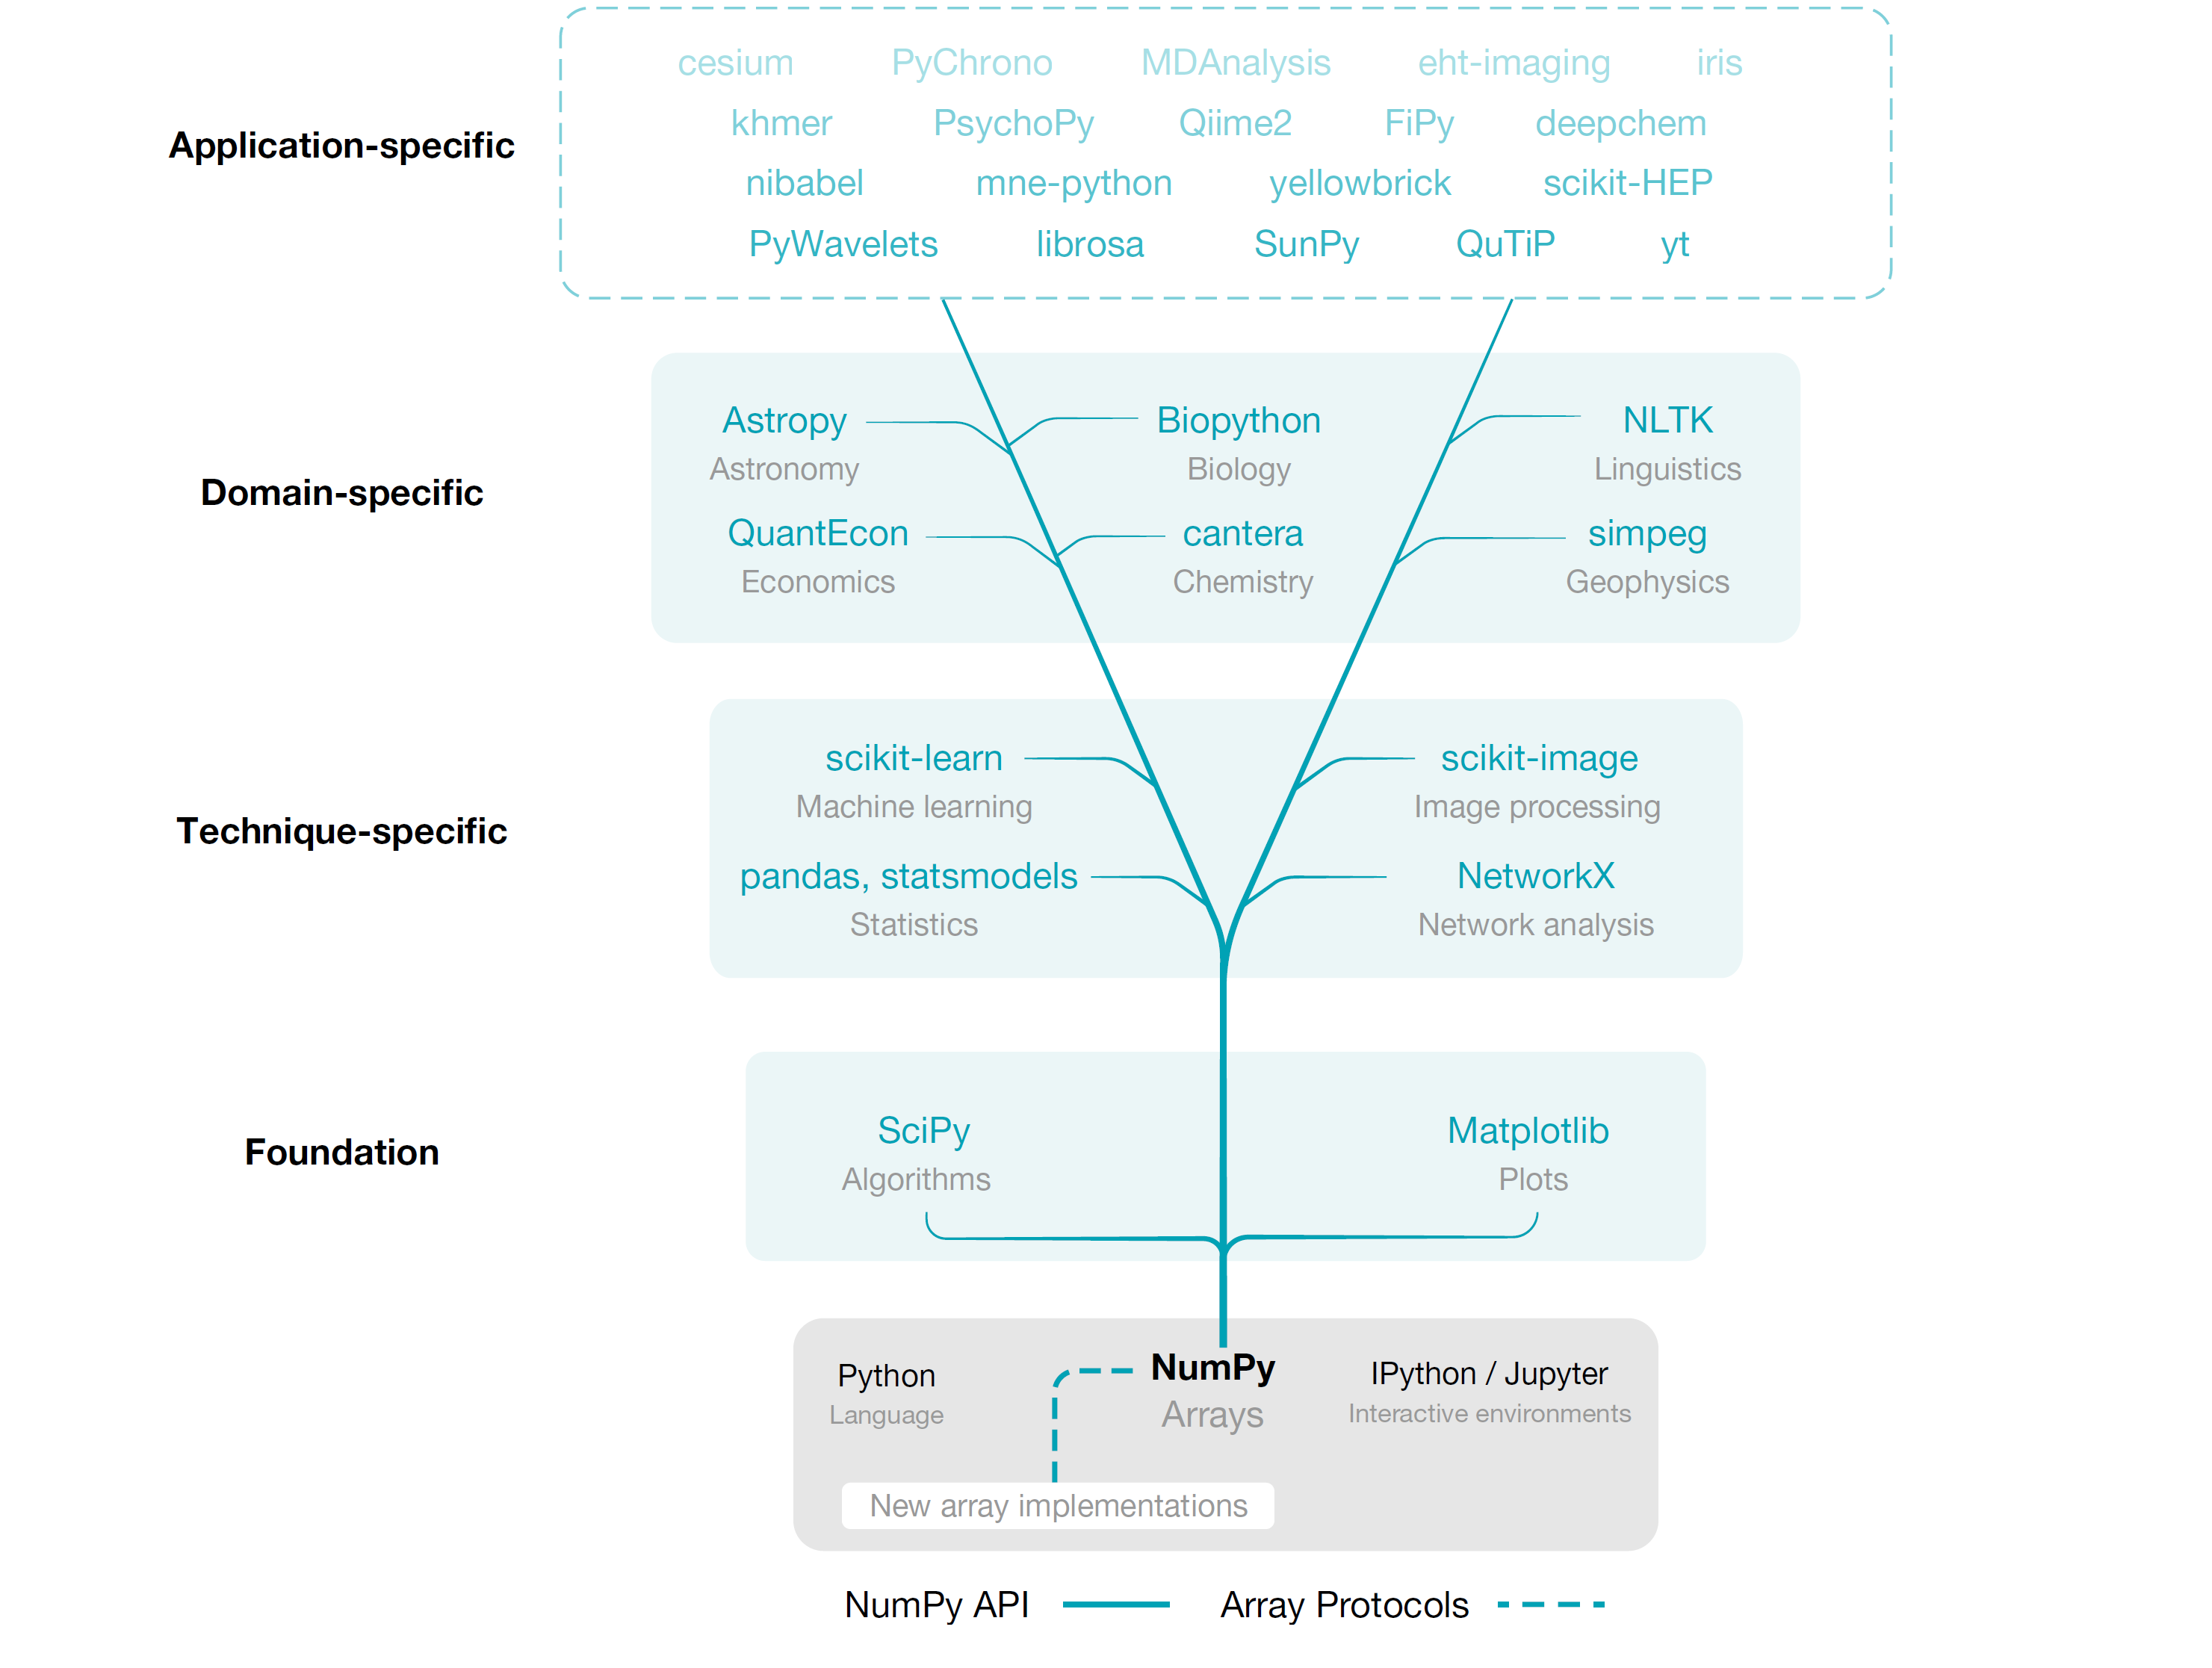 Application-specific
cesium PyChrono MDAnalysis eht-imaging iris
khmer PsychoPy Qiime2 FiPy deepchem
nibabel mne-python yellowbrick scikit-HEP
PyWavelets librosa SunPy QuTiP yt
Domain-specific
Astropy Biopython NLTK
Astronomy Biology Linguistics
QuantEcon cantera simpeg
Economics Chemistry Geophysics
Technique-specific
scikit-learn scikit-image
Machine learning Image processing
pandas, statsmodels NetworkX
Statistics Network analysis
Foundation
SciPy Matplotlib
Algorithms Plots
Python NumPy IPython / Jupyter
Language Arrays Interactive environments
New array implementations
NumPy API Array Protocols